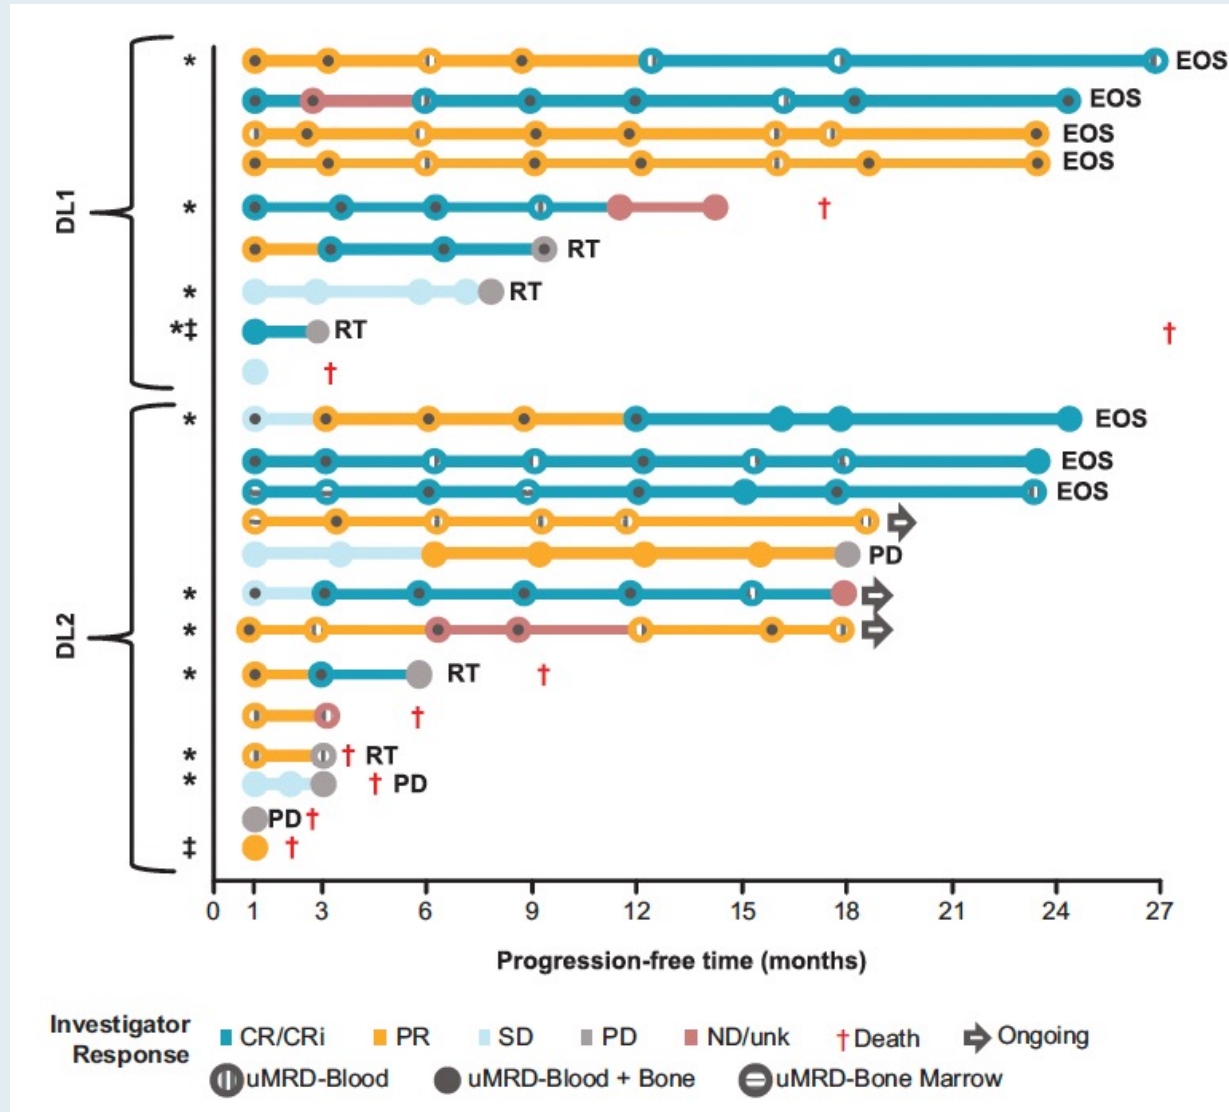 * EOS
EOS
EOS
EOS
DL1
* †
RT
* RT
*‡ RT †
†
* EOS
EOS
EOS
PD
*
DL2
*
* RT †
†
* † RT
* † PD
PD †
‡ †
0 1 3 6 9 12 15 18 21 24 27
Progression-free time (months)
Investigator Response
CR/CRi PR SD PD ND/unk † Death Ongoing
uMRD-Blood uMRD-Blood + Bone uMRD-Bone Marrow